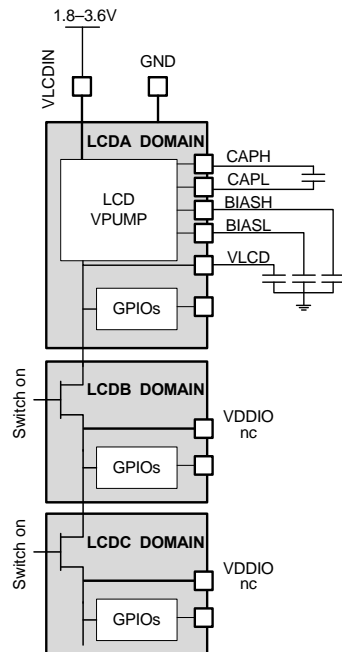 1.8–3.6V
VLCDIN
GND
LCDA DOMAIN
LCD
VPUMP
CAPH
CAPL
BIASH
BIASL
VLCD
GPIOs
LCDB DOMAIN
Switch on
VDDIO
nc
GPIOs
LCDC DOMAIN
Switch on
VDDIO
nc
GPIOs